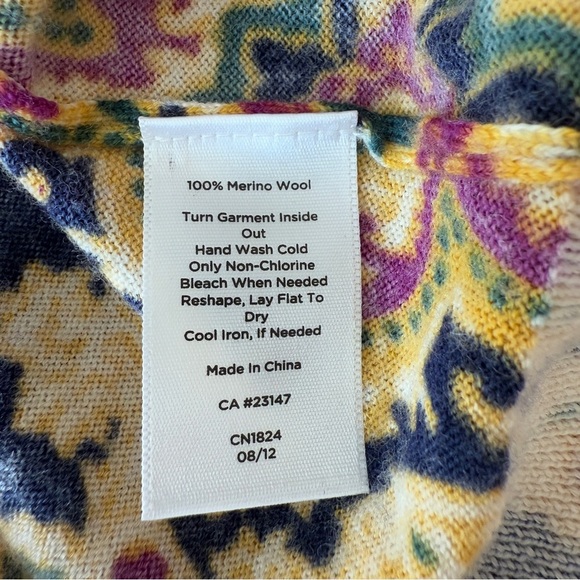 100% Merino Wool
Turn Garment Inside
Out
Hand Wash Cold
Only Non-Chlorine
Bleach When Needed
Reshape, Lay Flat To
Dry
Cool Iron, If Needed
Made In China
CA #23147
CN1824
08/12